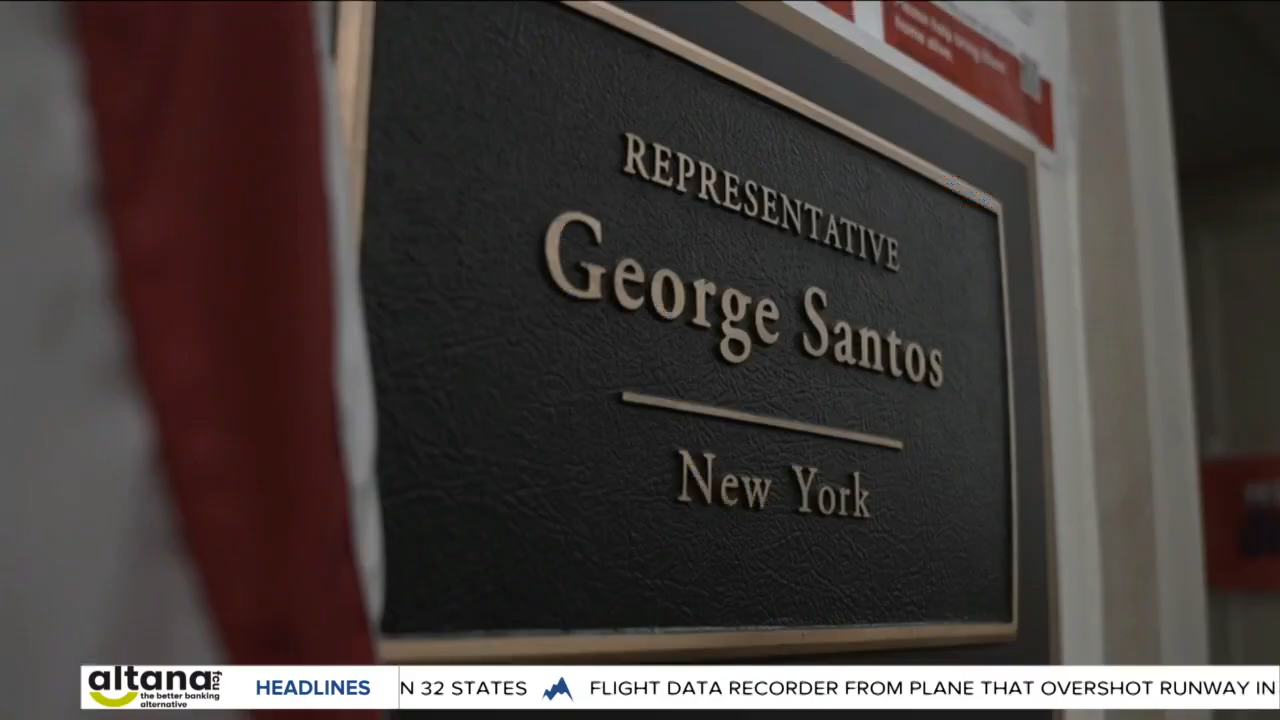 REPRESENTATIVE
George Santos
New York
altana fcu
the better banking
alternative
HEADLINES
N 32 STATES
FLIGHT DATA RECORDER FROM PLANE THAT OVERSHOT RUNWAY IN